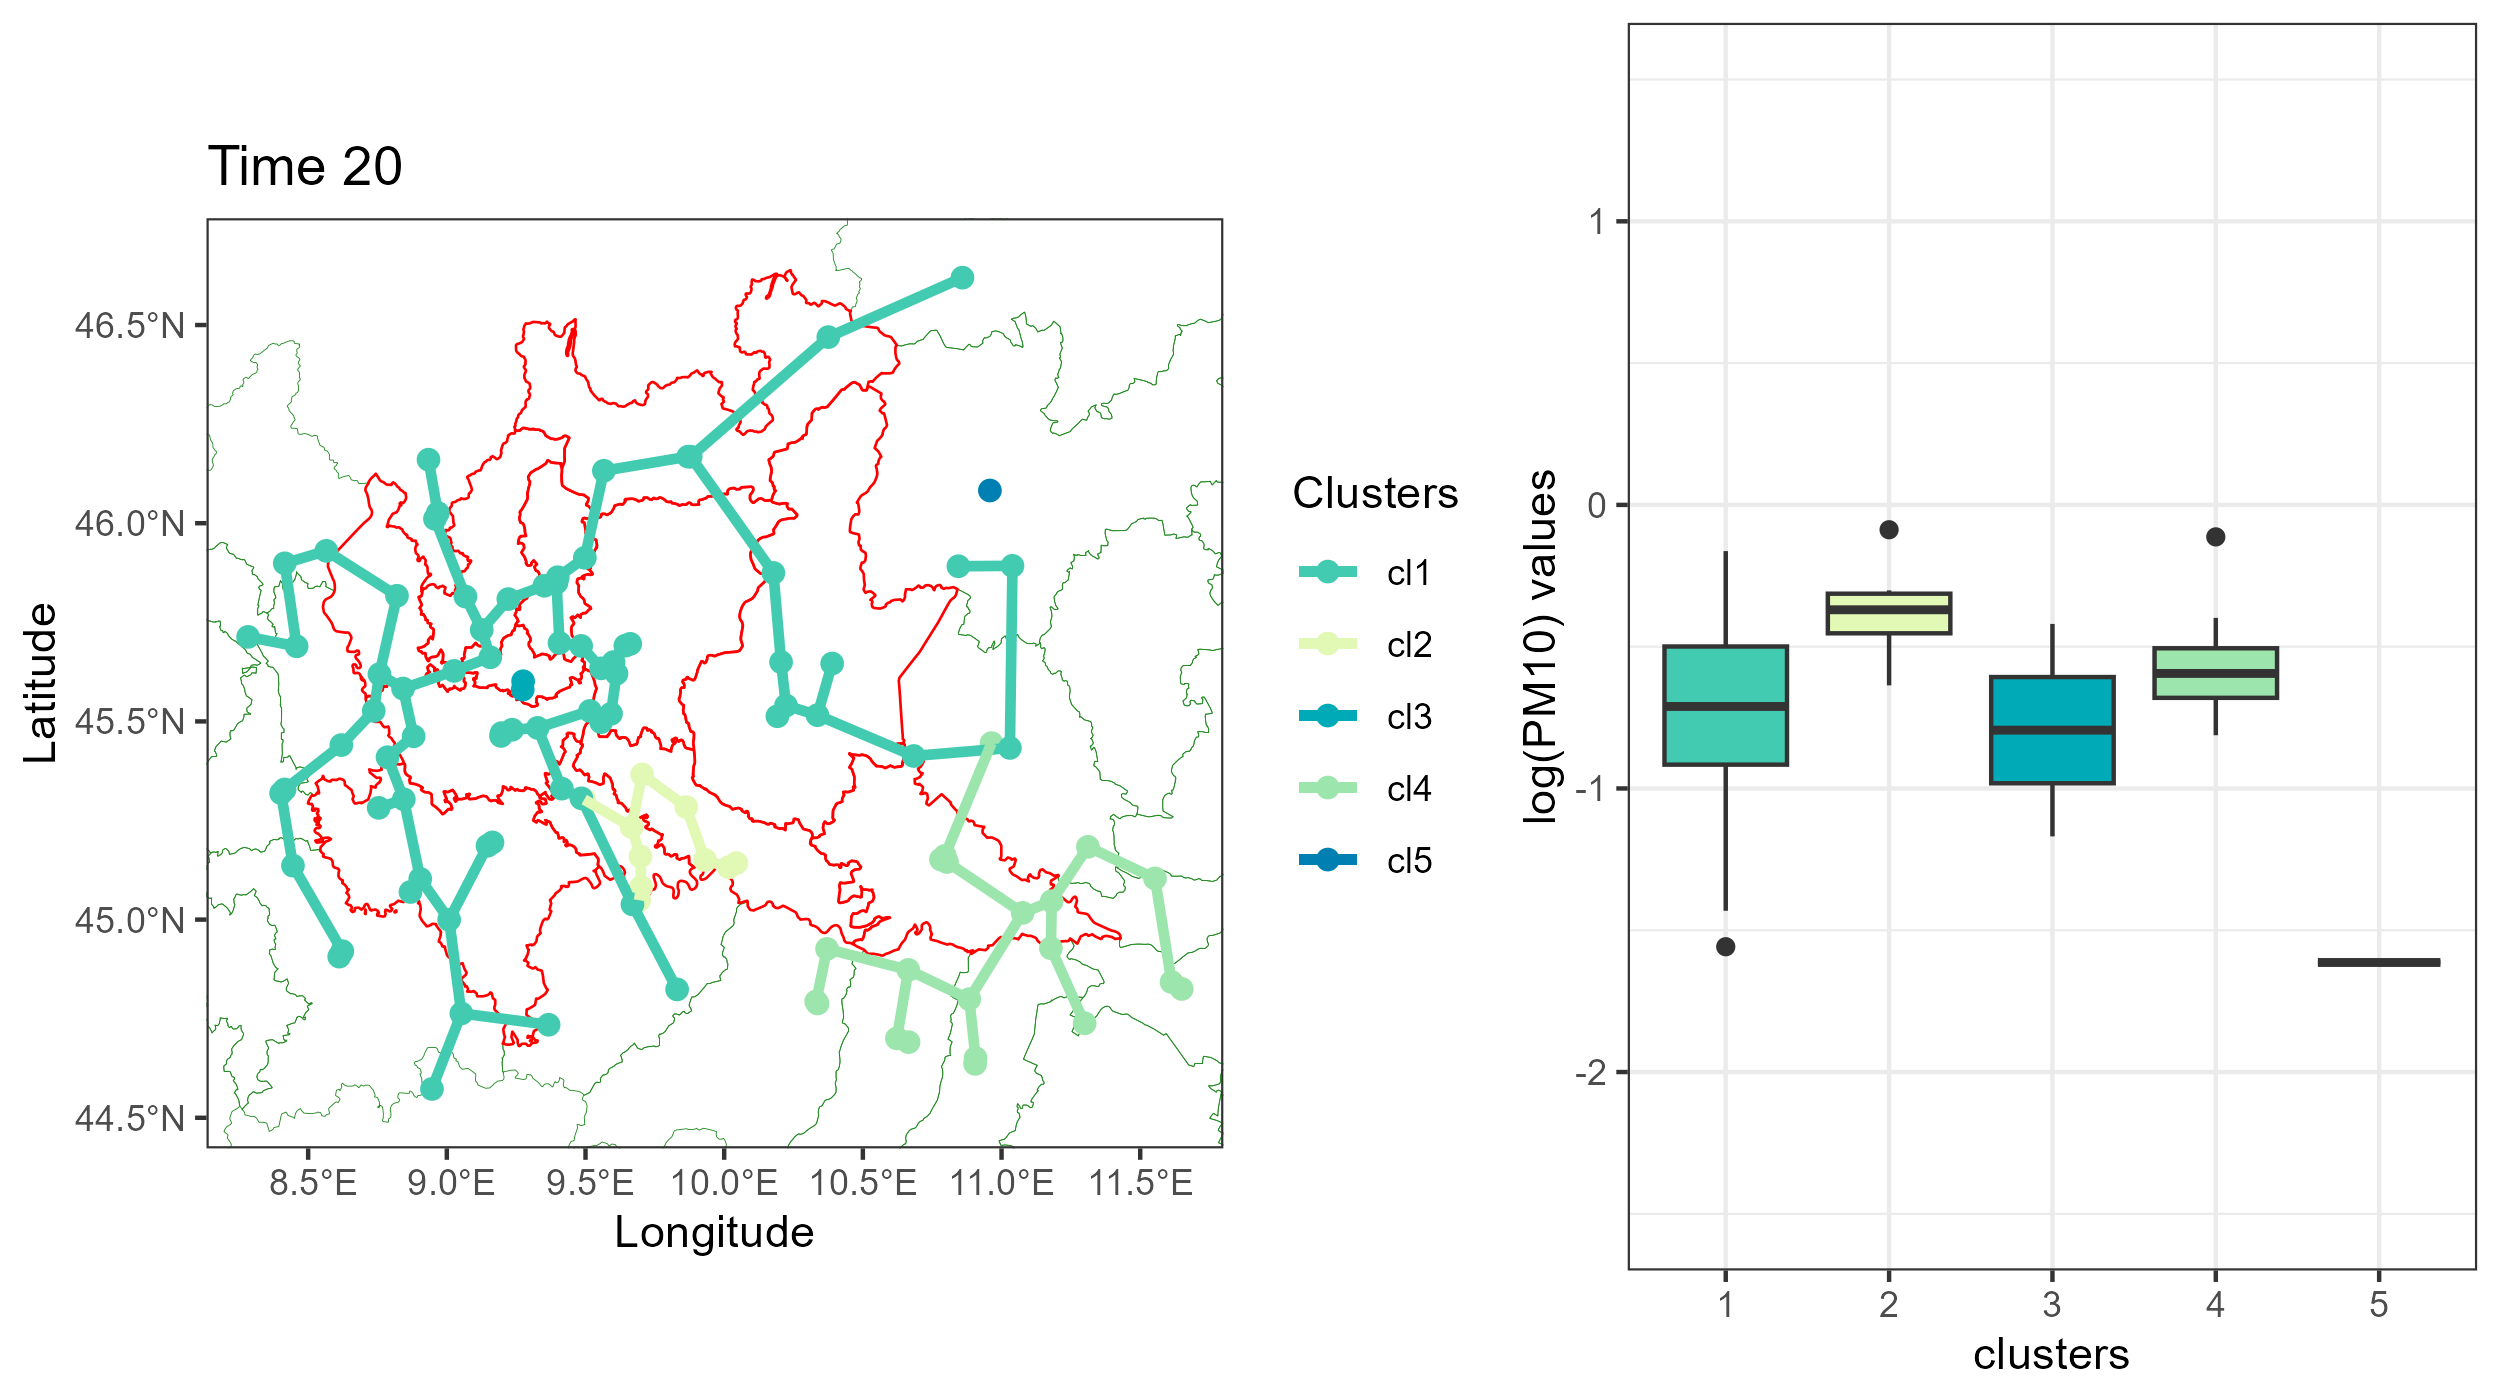 Time 20
Latitude
46.5°N
46.0°N
45.5°N
45.0°N
44.5°N
8.5°E 9.0°E 9.5°E 10.0°E 10.5°E 11.0°E 11.5°E
Longitude
Clusters
cl1
cl2
cl3
cl4
cl5
log(PM10) values
1
0
-1
-2
1 2 3 4 5
clusters